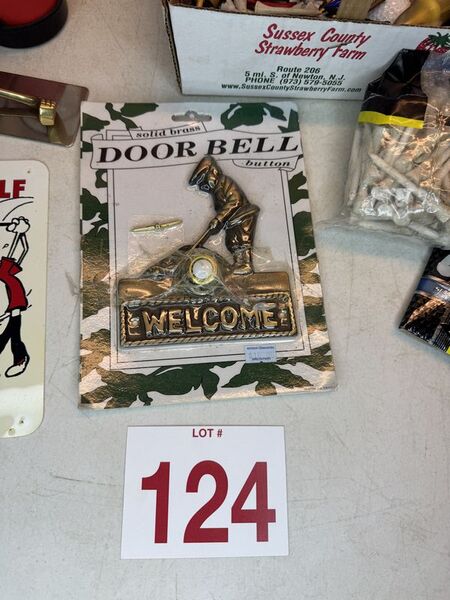 Sussex County
Strawberry Farm
Route 206
5 mi. S. of Newton, N.J.
PHONE (973) 579-5055
www.SussexCountyStrawberryFarm.com
solid brass
DOOR BELL
button
LF
WELCOME
LOT #
124